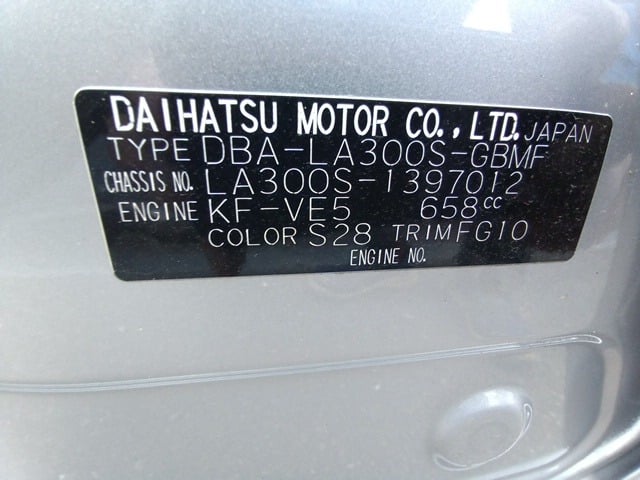 DAIHATSU MOTOR CO.,LTD. JAPAN
TYPE DBA-LA300S-GBMF
CHASSIS NO. LA300S-1397012
ENGINE KF-VE5 658cc
COLOR S28 TRIM FG10
ENGINE NO.